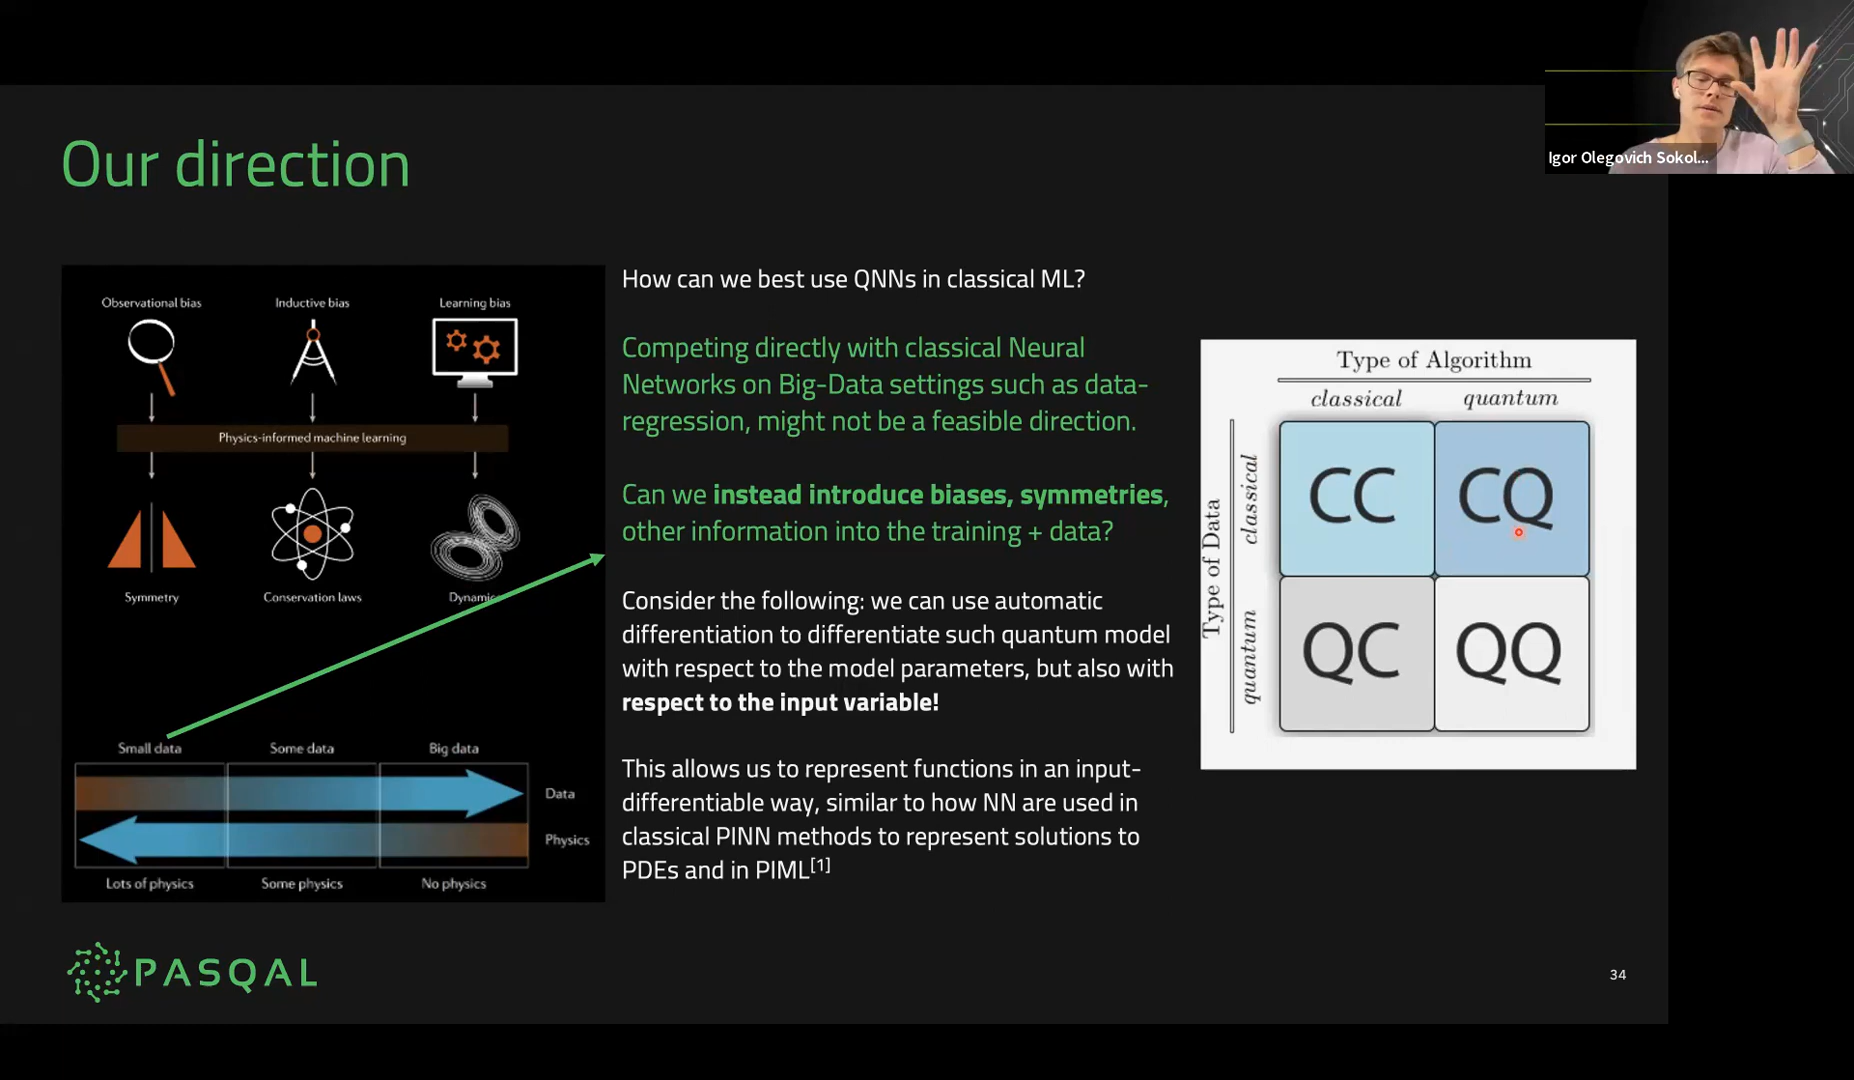 Igor Olegovich Sokol...
Our direction
Observational bias
Inductive bias
Learning bias
Physics-informed machine learning
Symmetry
Conservation laws
Dynamic
Small data
Some data
Big data
Data
Physics
Lots of physics
Some physics
No physics
How can we best use QNNs in classical ML?
Competing directly with classical Neural
Networks on Big-Data settings such as data-
regression, might not be a feasible direction.
Can we instead introduce biases, symmetries,
other information into the training + data?
Consider the following: we can use automatic
differentiation to differentiate such quantum model
with respect to the model parameters, but also with
respect to the input variable!
This allows us to represent functions in an input-
differentiable way, similar to how NN are used in
classical PINN methods to represent solutions to
PDEs and in PIML[1]
Type of Algorithm
classical
quantum
Type of Data
classical
quantum
CC
CQ
QC
QQ
PASQAL
34